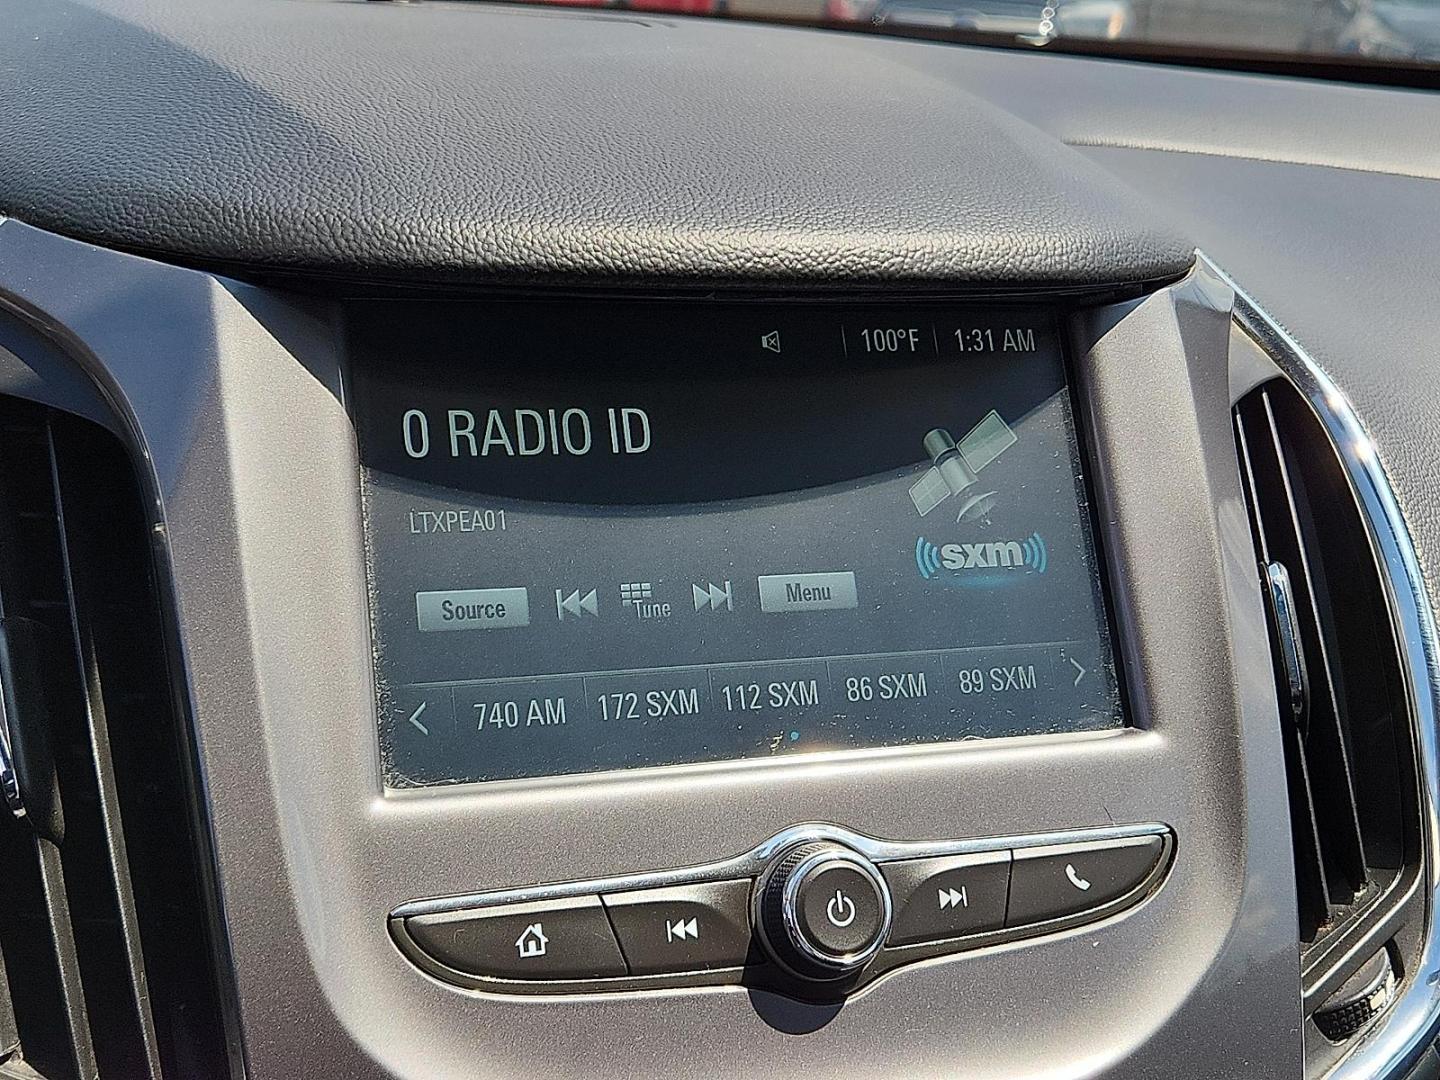 100°F 1:31 AM
0 RADIO ID
LTXPEA01
sxm
Source Tune Menu
740 AM 172 SXM 112 SXM 86 SXM 89 SXM